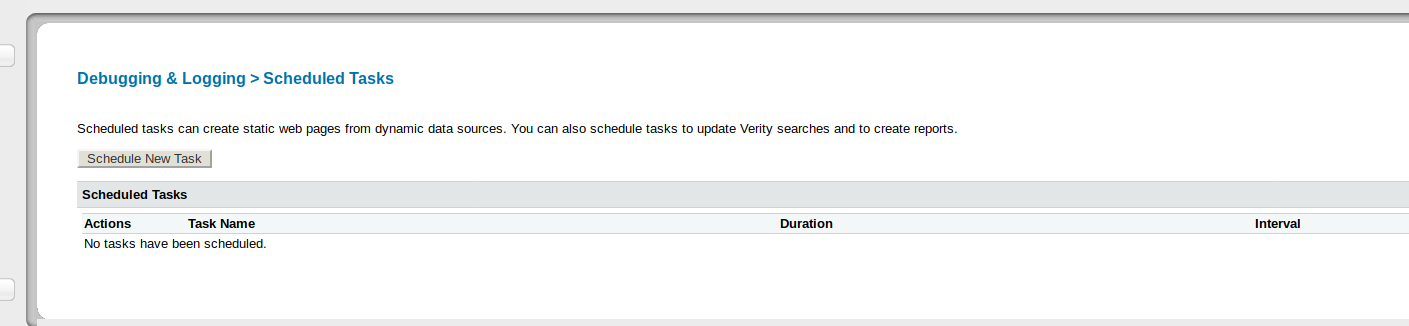 Debugging & Logging > Scheduled Tasks
Scheduled tasks can create static web pages from dynamic data sources. You can also schedule tasks to update Verity searches and to create reports.
Schedule New Task
Scheduled Tasks
Actions Task Name Duration Interval
No tasks have been scheduled.